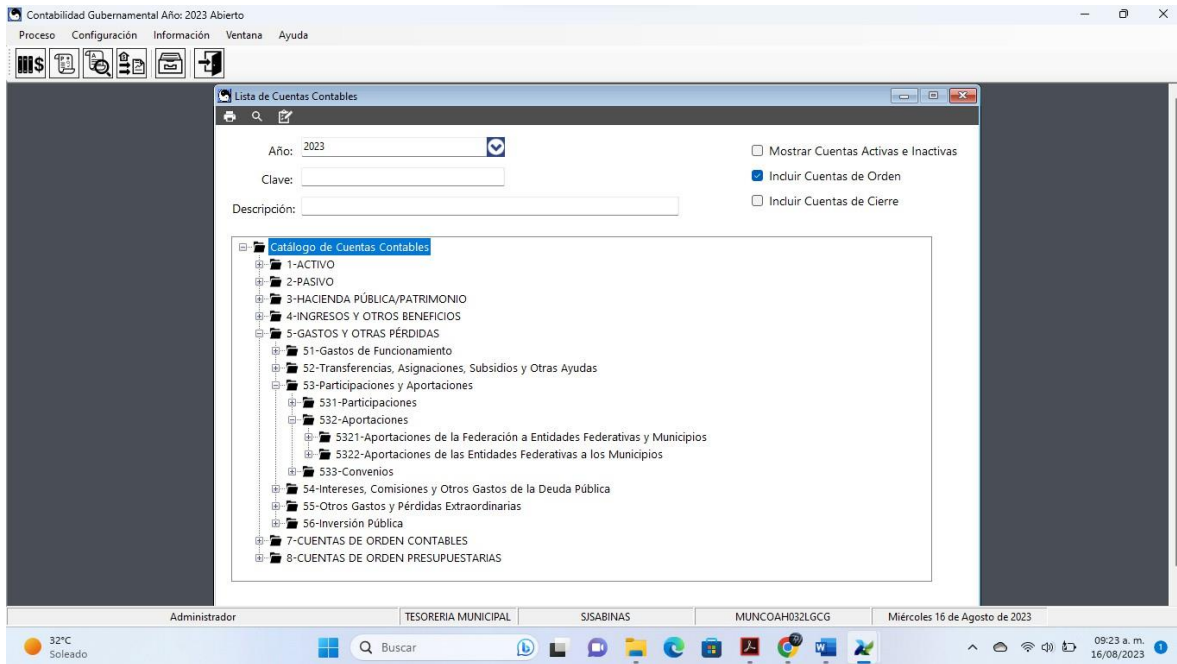 Contabilidad Gubernamental Año: 2023 Abierto
Proceso Configuración Información Ventana Ayuda
Lista de Cuentas Contables
Año: 2023
Mostrar Cuentas Activas e Inactivas
Clave:
Incluir Cuentas de Orden
Descripción:
Incluir Cuentas de Cierre
Catálogo de Cuentas Contables
1-ACTIVO
2-PASIVO
3-HACIENDA PÚBLICA/PATRIMONIO
4-INGRESOS Y OTROS BENEFICIOS
5-GASTOS Y OTRAS PÉRDIDAS
51-Gastos de Funcionamiento
52-Transferencias, Asignaciones, Subsidios y Otras Ayudas
53-Participaciones y Aportaciones
531-Participaciones
532-Aportaciones
5321-Aportaciones de la Federación a Entidades Federativas y Municipios
5322-Aportaciones de las Entidades Federativas a los Municipios
533-Convenios
54-Intereses, Comisiones y Otros Gastos de la Deuda Pública
55-Otros Gastos y Pérdidas Extraordinarias
56-Inversión Pública
7-CUENTAS DE ORDEN CONTABLES
8-CUENTAS DE ORDEN PRESUPUESTARIAS
Administrador TESORERIA MUNICIPAL SJSABINAS MUNCOAH032LGCG Miércoles 16 de Agosto de 2023
32°C
Soleado
Buscar
09:23 a. m.
16/08/2023
1